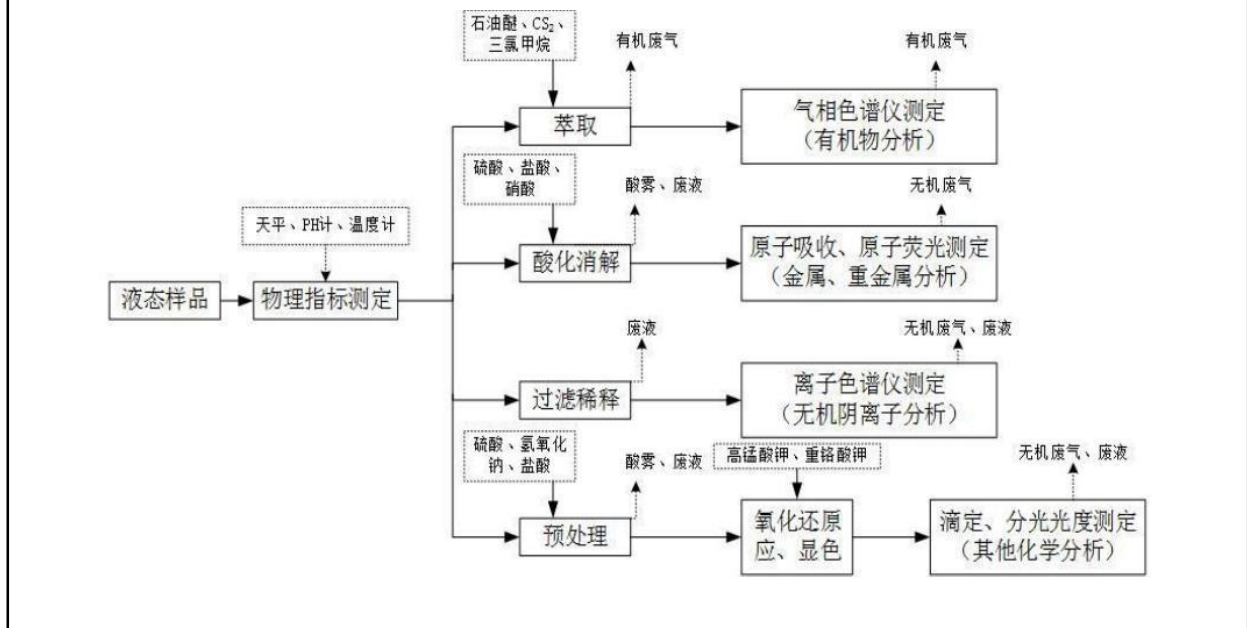 石油醚、CS₂、
三氯甲烷
有机废气
有机废气
萃取
气相色谱仪测定
（有机物分析）
硫酸、盐酸、
硝酸
酸雾、废液
无机废气
天平、PH计、温度计
酸化消解
原子吸收、原子荧光测定
（金属、重金属分析）
液态样品
物理指标测定
废液
无机废气、废液
过滤稀释
离子色谱仪测定
（无机阴离子分析）
硫酸、氢氧化
钠、盐酸
酸雾、废液
高锰酸钾、重铬酸钾
无机废气、废液
预处理
氧化还原
应、显色
滴定、分光光度测定
（其他化学分析）